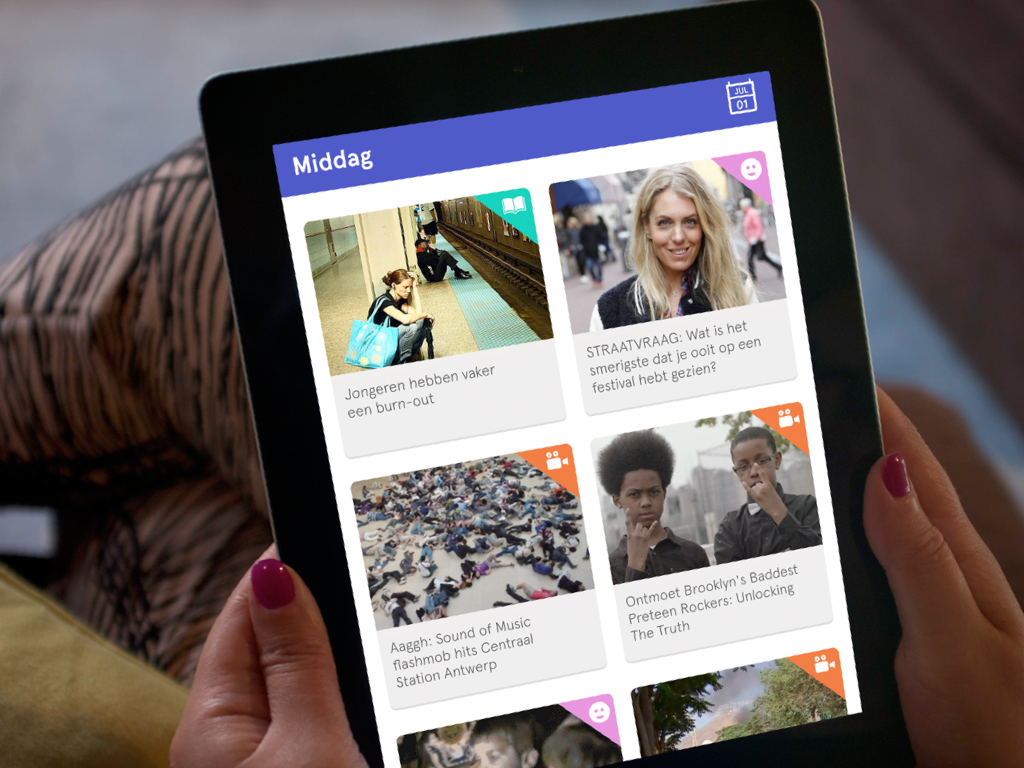 Middag
JUL
01
Jongeren hebben vaker
een burn-out
STRAATVRAAG: Wat is het
smerigste dat je ooit op een
festival hebt gezien?
Aaggh: Sound of Music
flashmob hits Centraal
Station Antwerp
Ontmoet Brooklyn's Baddest
Preteen Rockers: Unlocking
The Truth